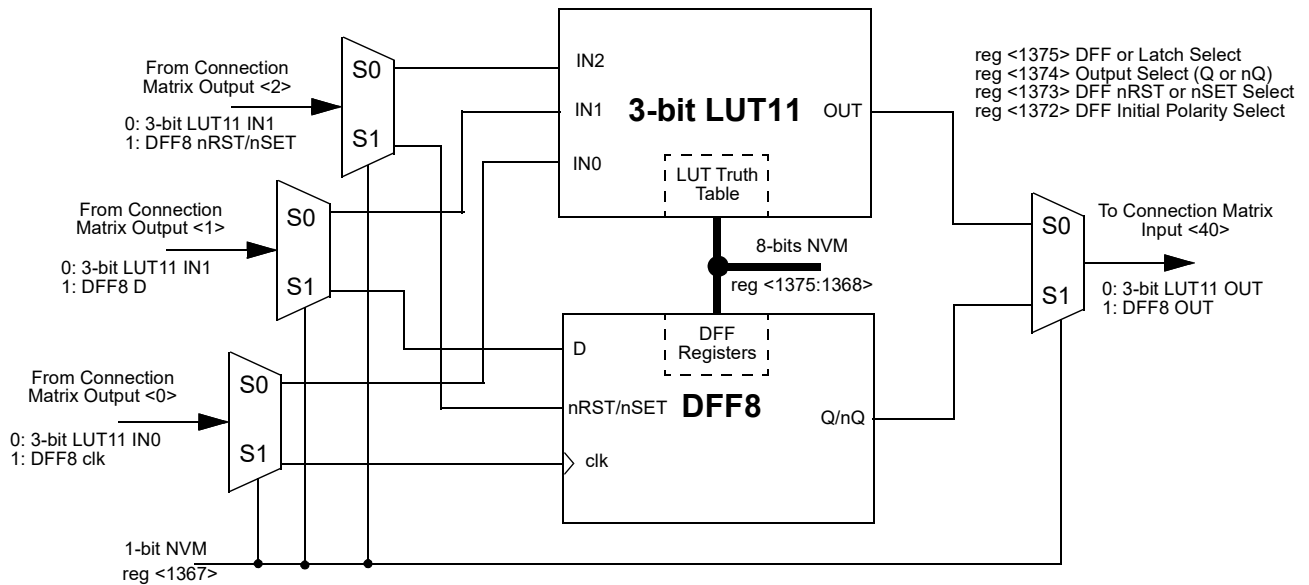 From Connection
Matrix Output <2>
0: 3-bit LUT11 IN1
1: DFF8 nRST/nSET
S0
S1
From Connection
Matrix Output <1>
0: 3-bit LUT11 IN1
1: DFF8 D
S0
S1
From Connection
Matrix Output <0>
0: 3-bit LUT11 IN0
1: DFF8 clk
S0
S1
1-bit NVM
reg <1367>
IN2
IN1
IN0
3-bit LUT11
OUT
LUT Truth
Table
8-bits NVM
reg <1375:1368>
DFF
Registers
D
nRST/nSET
clk
DFF8
Q/nQ
reg <1375> DFF or Latch Select
reg <1374> Output Select (Q or nQ)
reg <1373> DFF nRST or nSET Select
reg <1372> DFF Initial Polarity Select
S0
S1
To Connection Matrix
Input <40>
0: 3-bit LUT11 OUT
1: DFF8 OUT